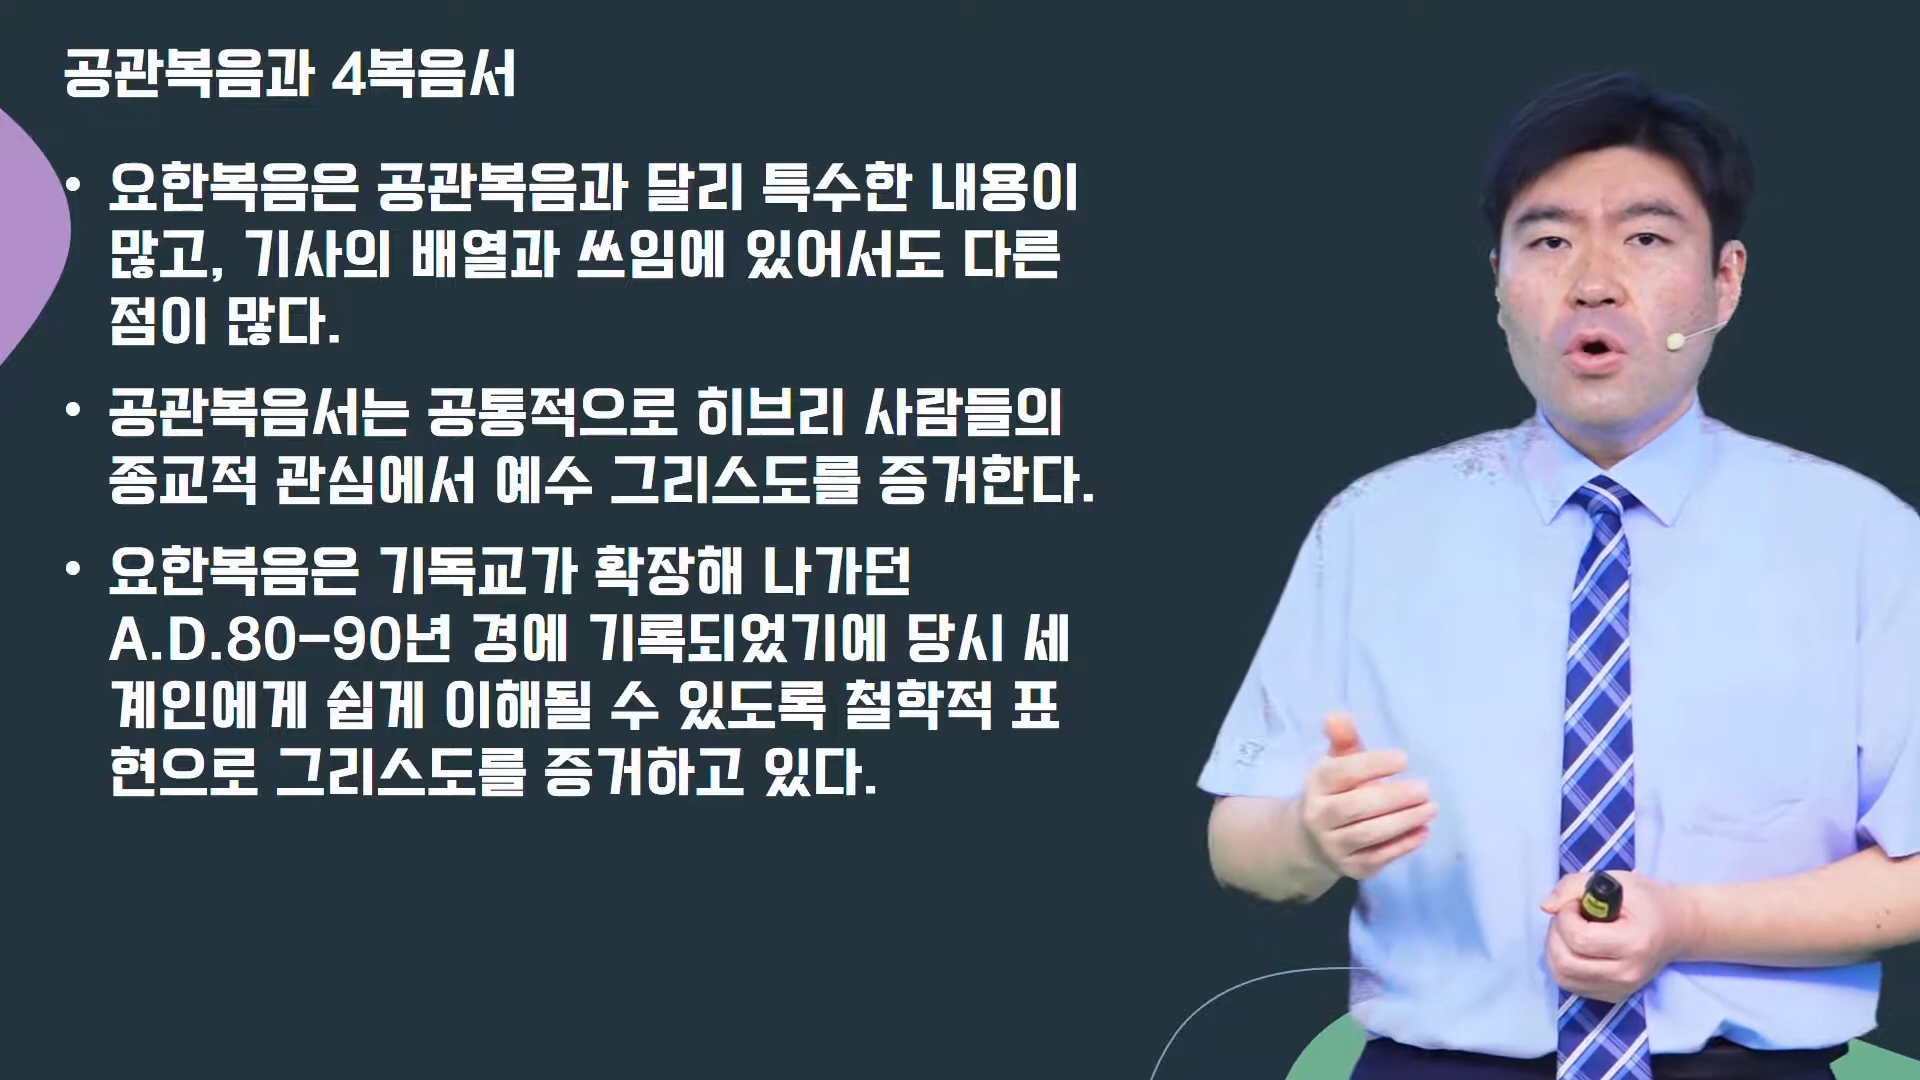 공관복음과 4복음서
• 요한복음은 공관복음과 달리 특수한 내용이
많고, 기사의 배열과 쓰임에 있어서도 다른
점이 많다.
• 공관복음서는 공통적으로 히브리 사람들의
종교적 관심에서 예수 그리스도를 증거한다.
• 요한복음은 기독교가 확장해 나가던
A.D.80-90년 경에 기록되었기에 당시 세
계인에게 쉽게 이해될 수 있도록 철학적 표
현으로 그리스도를 증거하고 있다.